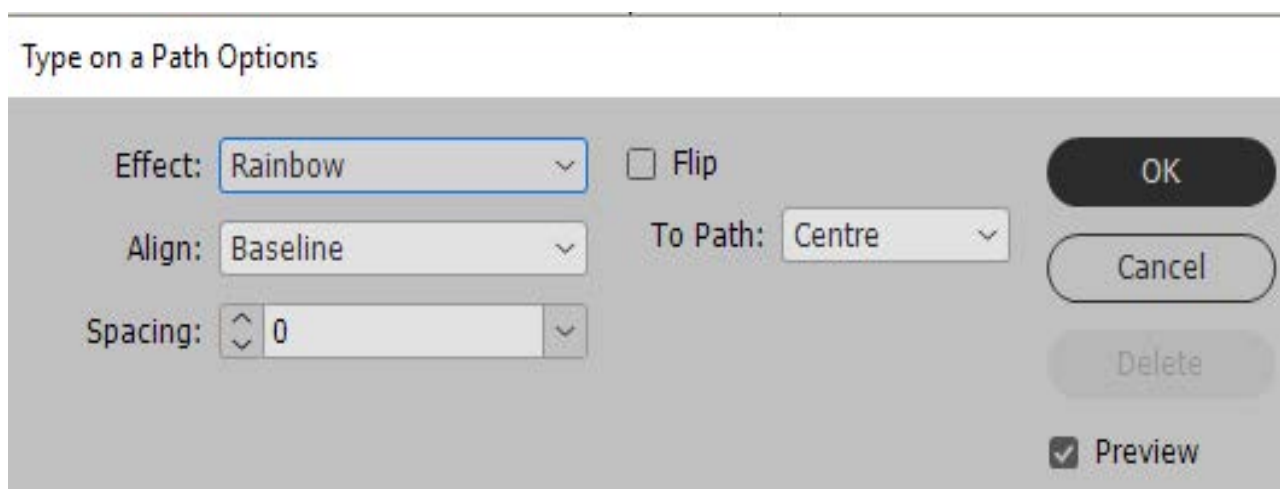 Type on a Path Options
Effect: Rainbow Flip OK
Align: Baseline To Path: Centre Cancel
Spacing: 0 Delete
Preview